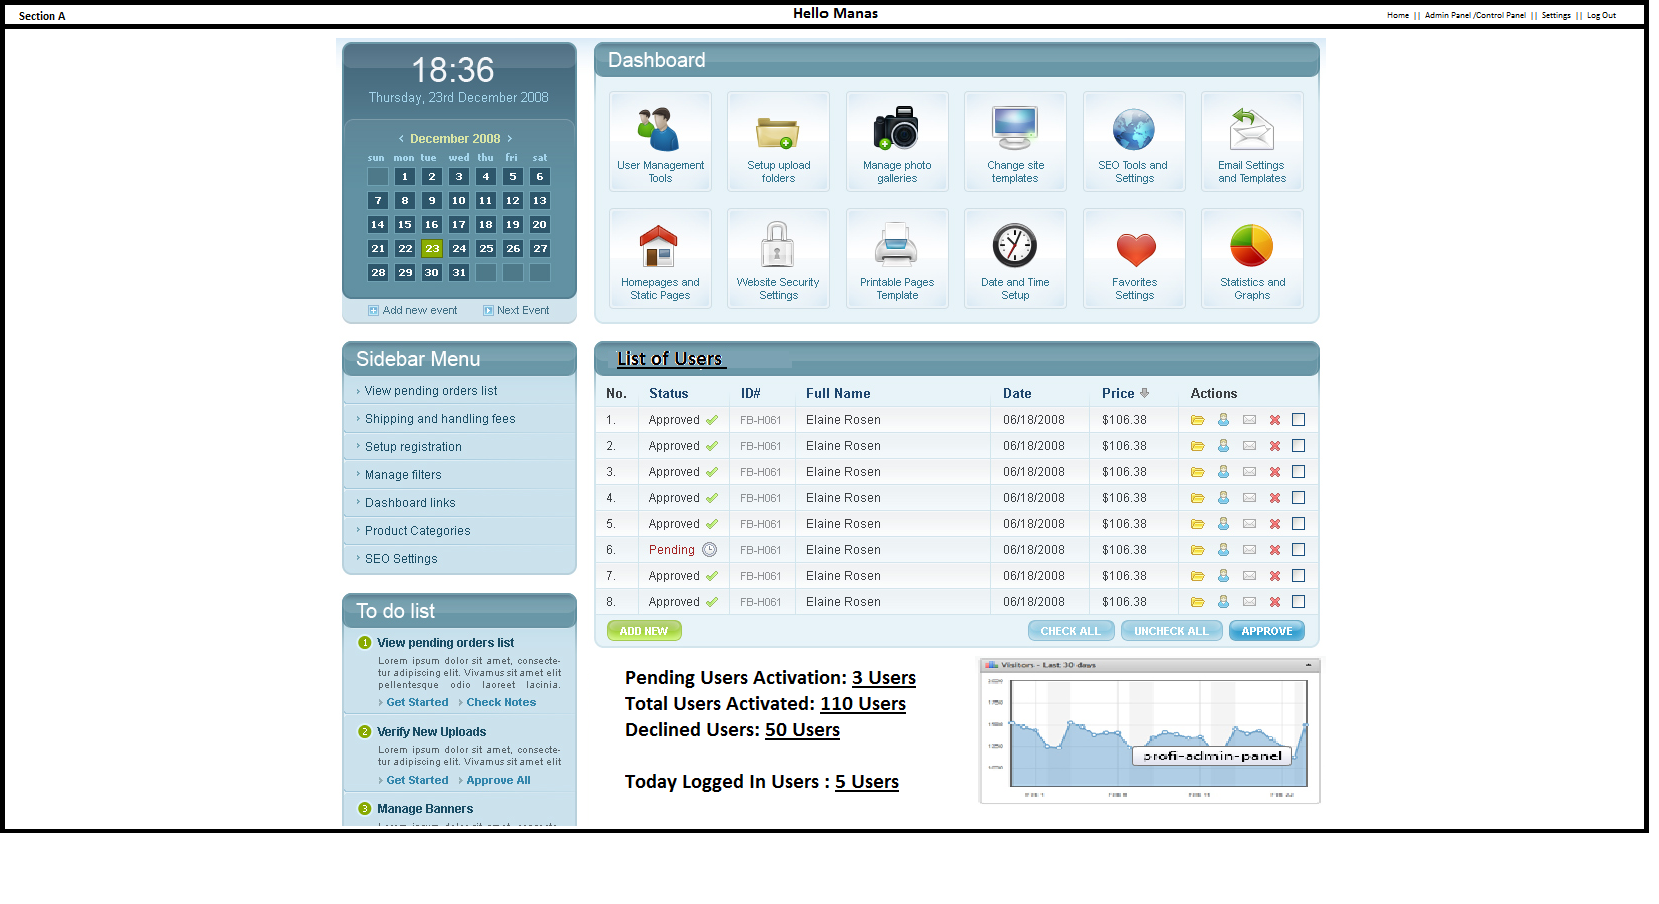 Section A
Hello Manas
Home || Admin Panel /Control Panel || Settings || Log Out
18:36
Thursday, 23rd December 2008
‹ December 2008 ›
sun mon tue wed thu fri sat
1 2 3 4 5 6
7 8 9 10 11 12 13
14 15 16 17 18 19 20
21 22 23 24 25 26 27
28 29 30 31
Add new event Next Event
Dashboard
User Management
Tools
Setup upload
folders
Manage photo
galleries
Change site
templates
SEO Tools and
Settings
Email Settings
and Templates
Homepages and
Static Pages
Website Security
Settings
Printable Pages
Template
Date and Time
Setup
Favorites
Settings
Statistics and
Graphs
Sidebar Menu
› View pending orders list
› Shipping and handling fees
› Setup registration
› Manage filters
› Dashboard links
› Product Categories
› SEO Settings
To do list
1 View pending orders list
Lorem ipsum dolor sit amet, consecte-
tur adipiscing elit. Vivamus sit amet elit
pellentesque odio laoreet lacinia.
› Get Started › Check Notes
2 Verify New Uploads
Lorem ipsum dolor sit amet, consecte-
tur adipiscing elit. Vivamus sit amet elit
› Get Started › Approve All
3 Manage Banners
List of Users
No. Status ID# Full Name Date Price Actions
1. Approved FB-H061 Elaine Rosen 06/18/2008 $106.38
2. Approved FB-H061 Elaine Rosen 06/18/2008 $106.38
3. Approved FB-H061 Elaine Rosen 06/18/2008 $106.38
4. Approved FB-H061 Elaine Rosen 06/18/2008 $106.38
5. Approved FB-H061 Elaine Rosen 06/18/2008 $106.38
6. Pending FB-H061 Elaine Rosen 06/18/2008 $106.38
7. Approved FB-H061 Elaine Rosen 06/18/2008 $106.38
8. Approved FB-H061 Elaine Rosen 06/18/2008 $106.38
ADD NEW CHECK ALL UNCHECK ALL APPROVE
Pending Users Activation: 3 Users
Total Users Activated: 110 Users
Declined Users: 50 Users
Today Logged In Users : 5 Users
Visitors - Last 30 days
profi-admin-panel